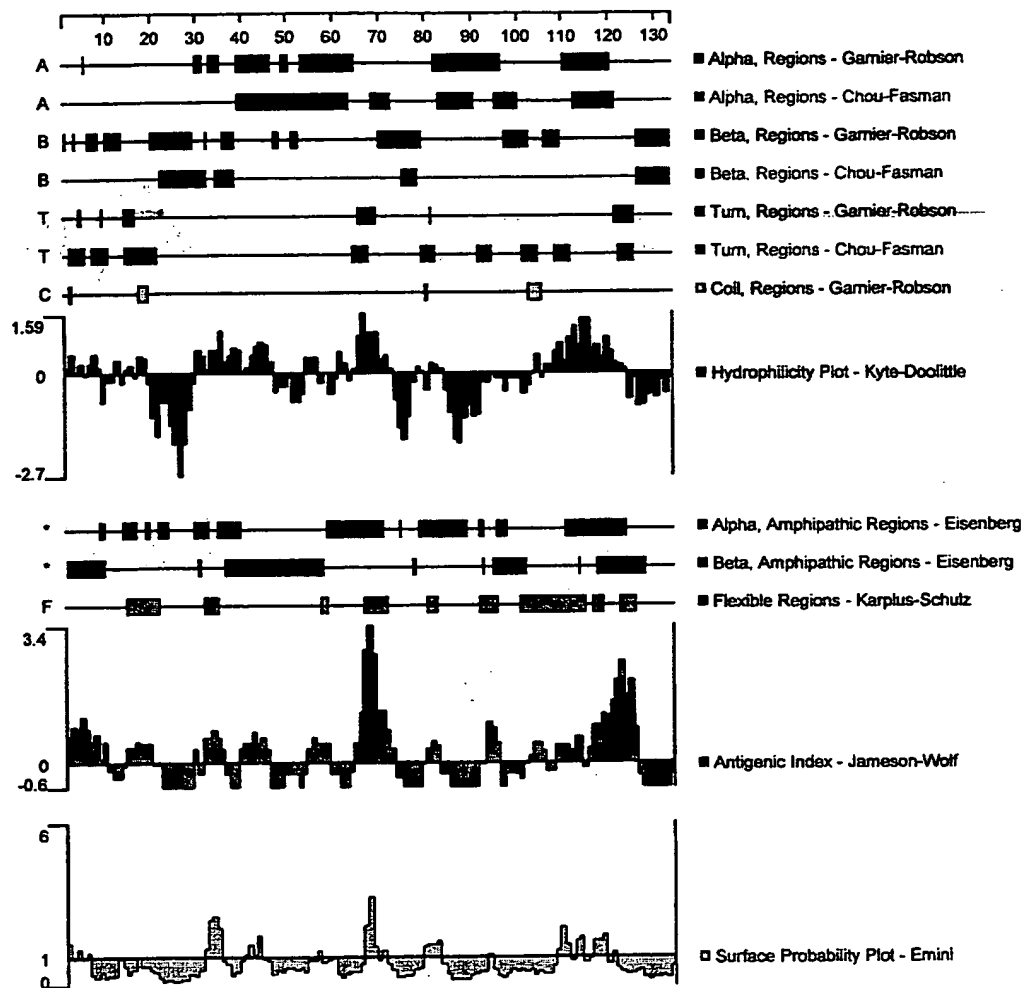 10 20 30 40 50 60 70 80 90 100 110 120 130
A Alpha, Regions - Garnier-Robson
A Alpha, Regions - Chou-Fasman
B Beta, Regions - Garnier-Robson
B Beta, Regions - Chou-Fasman
T Turn, Regions - Garnier-Robson
T Turn, Regions - Chou-Fasman
C Coil, Regions - Garnier-Robson
1.59
0 Hydrophilicity Plot - Kyte-Doolittle
-2.7
* Alpha, Amphipathic Regions - Eisenberg
* Beta, Amphipathic Regions - Eisenberg
F Flexible Regions - Karplus-Schulz
3.4
0 Antigenic Index - Jameson-Wolf
-0.6
6
1 Surface Probability Plot - Emini
0